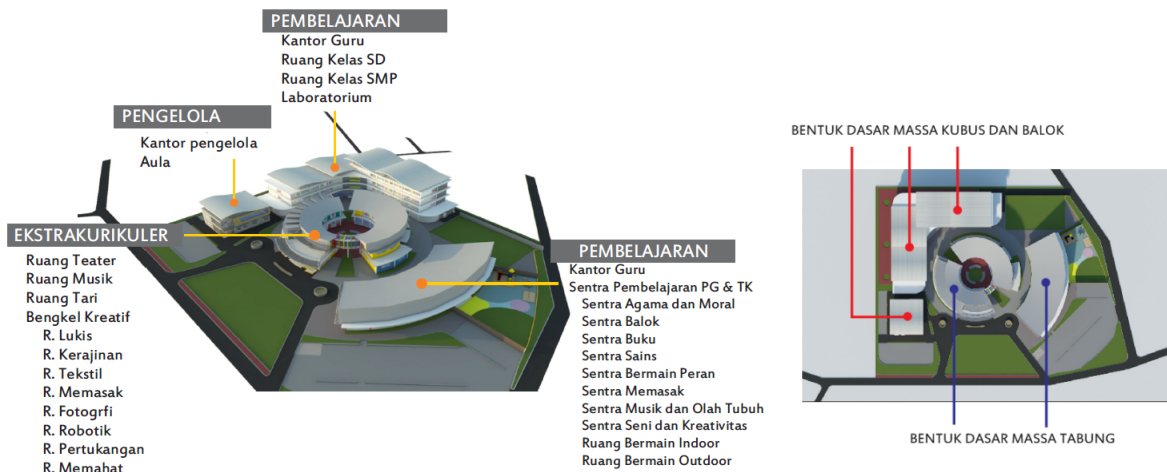 PEMBELAJARAN
Kantor Guru
Ruang Kelas SD
Ruang Kelas SMP
Laboratorium
PENGELOLA
Kantor pengelola
Aula
EKSTRAKURIKULER
Ruang Teater
Ruang Musik
Ruang Tari
Bengkel Kreatif
R. Lukis
R. Kerajinan
R. Tekstil
R. Memasak
R. Fotogrfi
R. Robotik
R. Pertukangan
R. Memahat
PEMBELAJARAN
Kantor Guru
Sentra Pembelajaran PG & TK
Sentra Agama dan Moral
Sentra Balok
Sentra Buku
Sentra Sains
Sentra Bermain Peran
Sentra Memasak
Sentra Musik dan Olah Tubuh
Sentra Seni dan Kreativitas
Ruang Bermain Indoor
Ruang Bermain Outdoor
BENTUK DASAR MASSA KUBUS DAN BALOK
BENTUK DASAR MASSA TABUNG